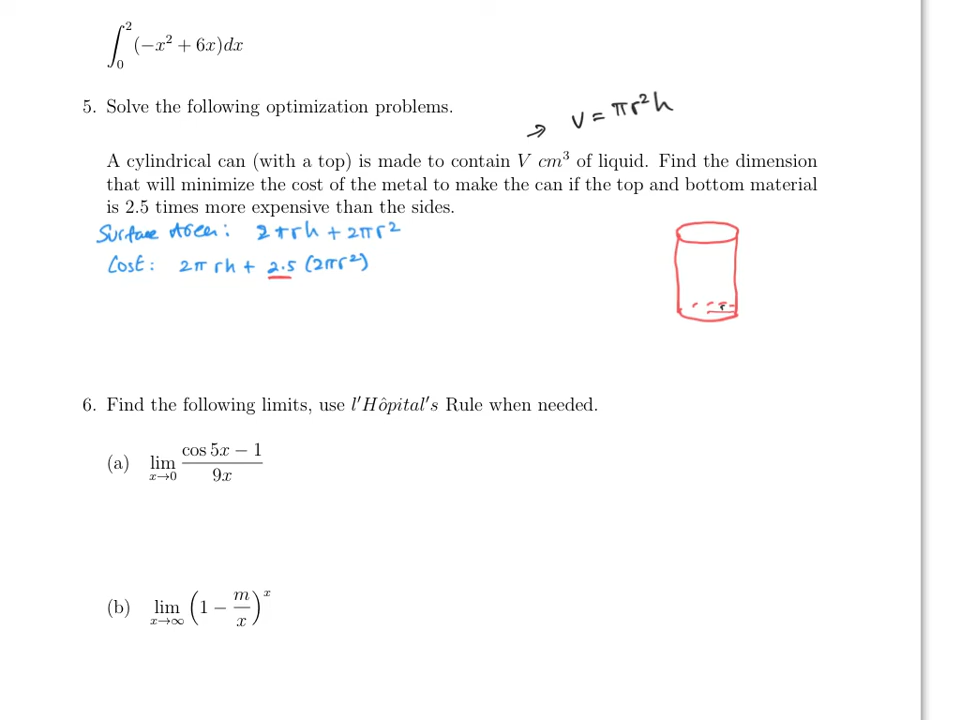 ∫₀² (−x² + 6x)dx
5. Solve the following optimization problems.
→ V = πr²h
A cylindrical can (with a top) is made to contain V cm³ of liquid. Find the dimension
that will minimize the cost of the metal to make the can if the top and bottom material
is 2.5 times more expensive than the sides.
Surface Area: 2πrh + 2πr²
Cost: 2π rh + 2.5 (2πr²)
r
6. Find the following limits, use l′Hôpital′s Rule when needed.
(a) lim x→0 (cos 5x − 1)/(9x)
(b) lim x→∞ (1 − m/x)ˣ